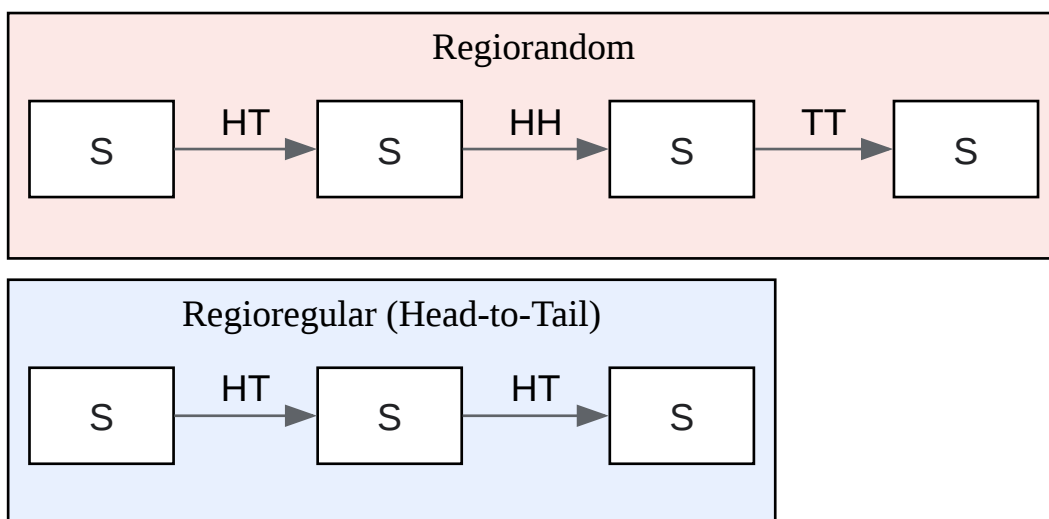 Regiorandom
HT HH TT
S S S S
Regioregular (Head-to-Tail)
HT HT
S S S